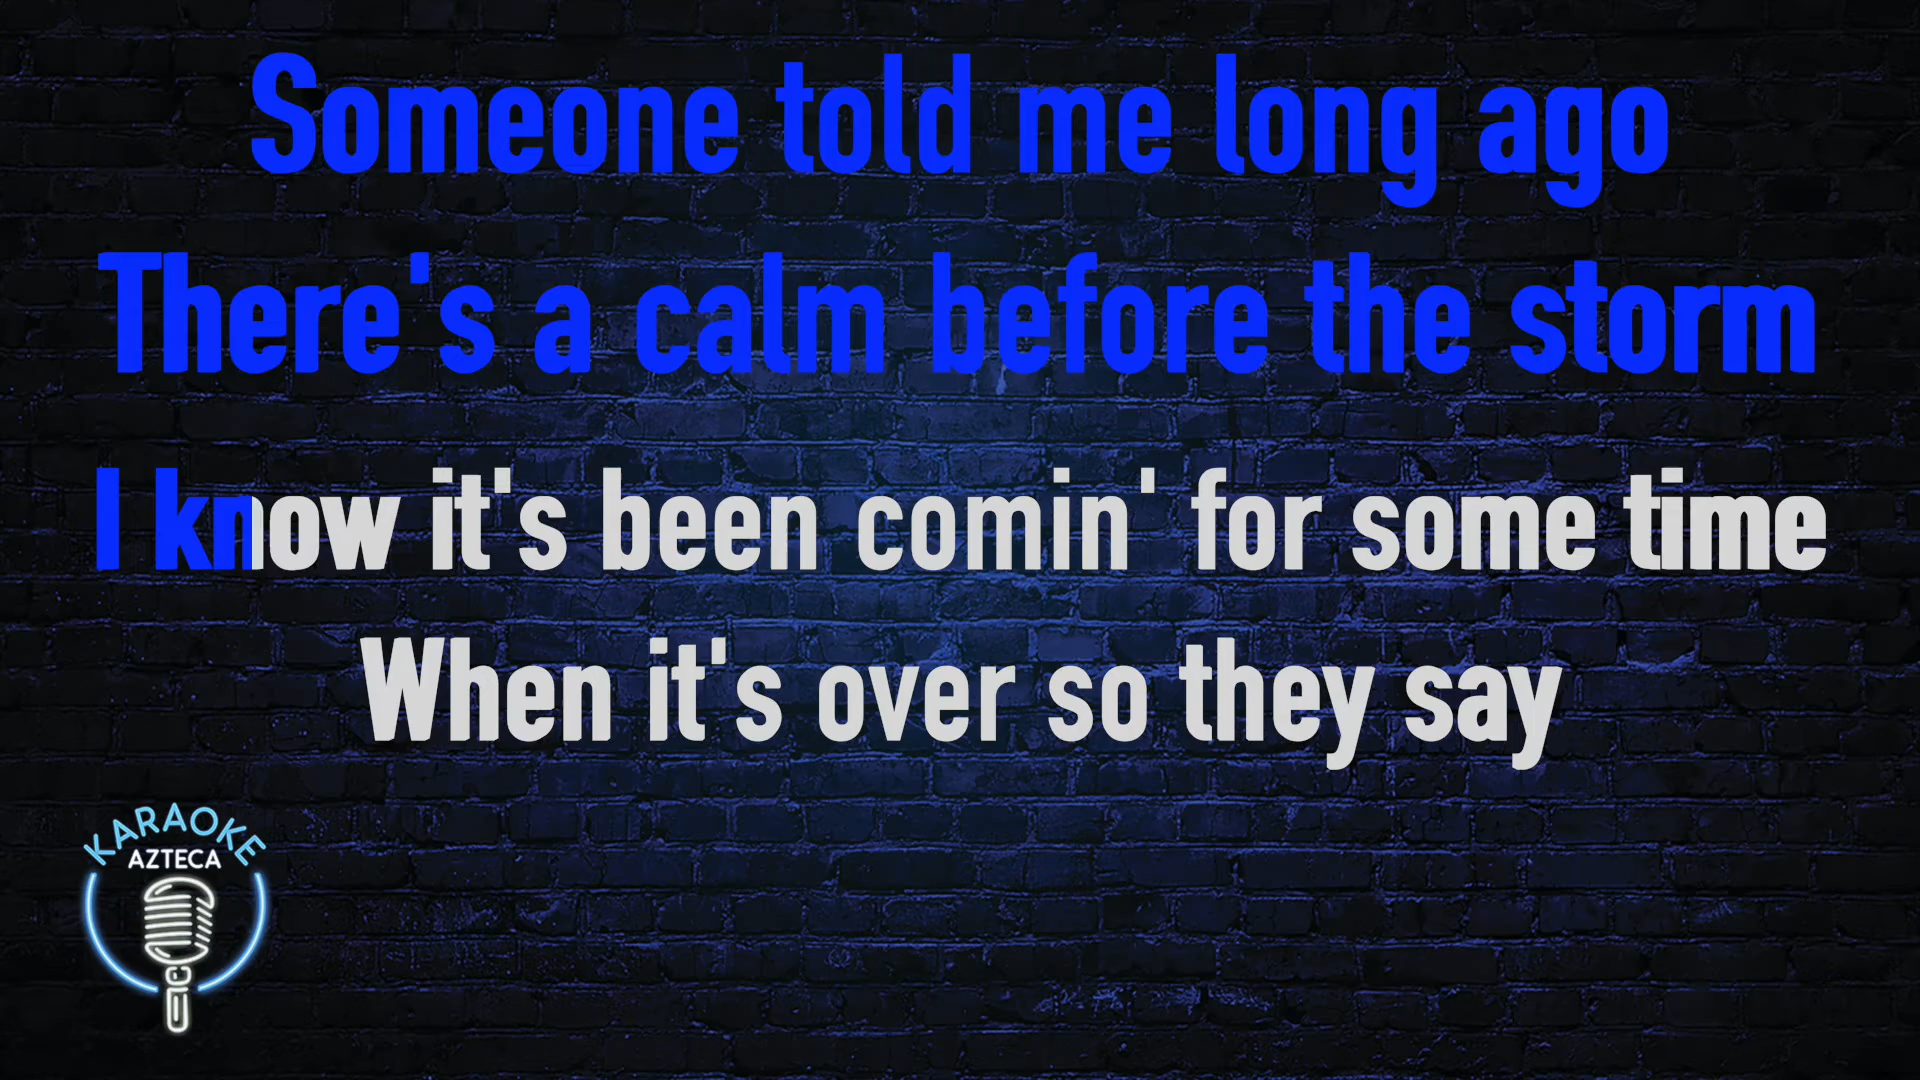 Someone told me long ago
There's a calm before the storm
I know it's been comin' for some time
When it's over so they say
KARAOKE
AZTECA